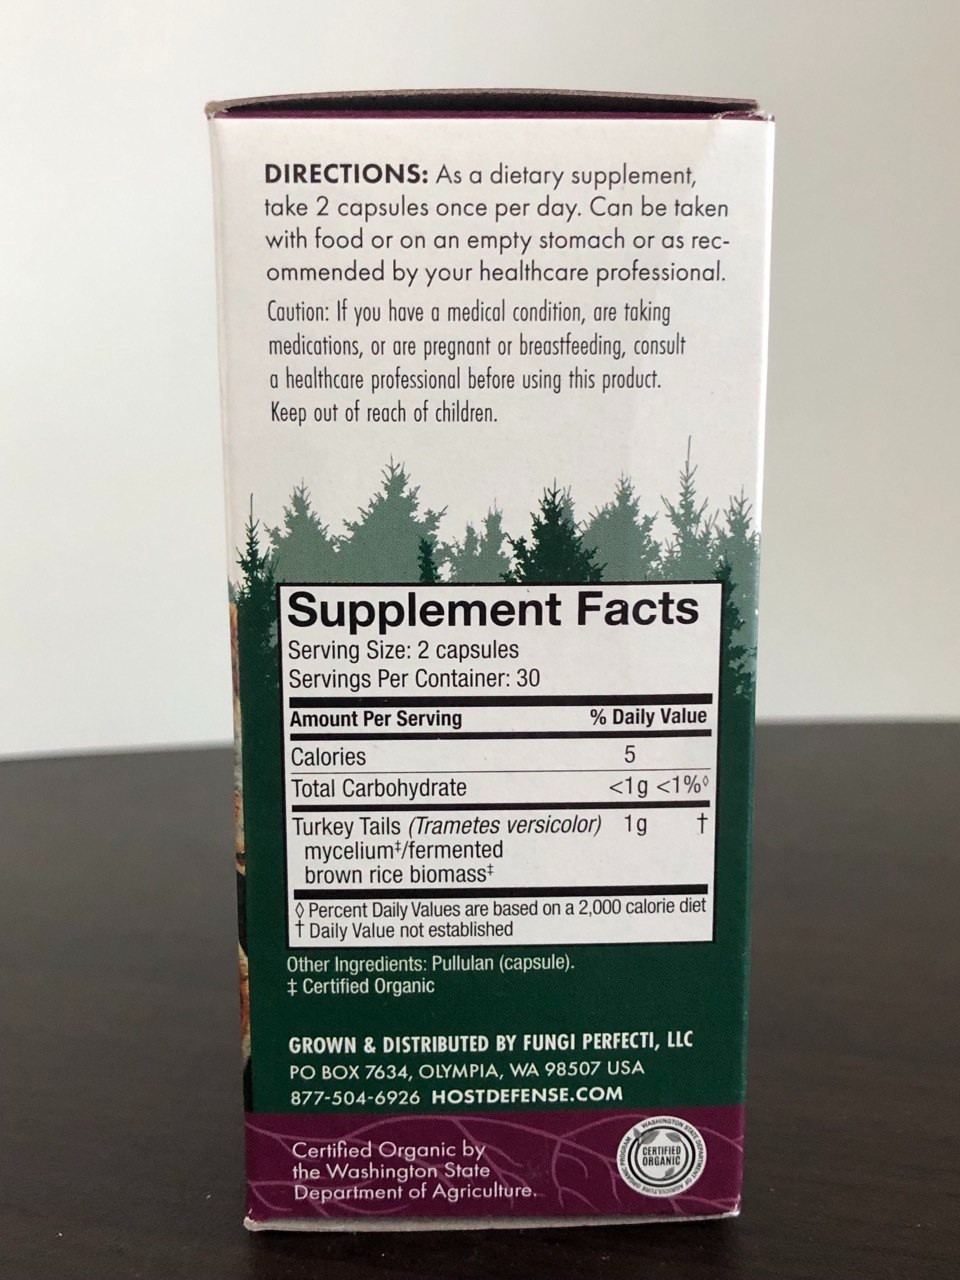 DIRECTIONS: As a dietary supplement,
take 2 capsules once per day. Can be taken
with food or on an empty stomach or as rec-
ommended by your healthcare professional.
Caution: If you have a medical condition, are taking
medications, or are pregnant or breastfeeding, consult
a healthcare professional before using this product.
Keep out of reach of children.
Supplement Facts
Serving Size: 2 capsules
Servings Per Container: 30
Amount Per Serving % Daily Value
Calories 5
Total Carbohydrate <1g <1%◊
Turkey Tails (Trametes versicolor) 1g †
mycelium‡/fermented
brown rice biomass‡
◊ Percent Daily Values are based on a 2,000 calorie diet
† Daily Value not established
Other Ingredients: Pullulan (capsule).
‡ Certified Organic
GROWN & DISTRIBUTED BY FUNGI PERFECTI, LLC
PO BOX 7634, OLYMPIA, WA 98507 USA
877-504-6926 HOSTDEFENSE.COM
Certified Organic by
the Washington State
Department of Agriculture.
WASHINGTON STATE DEPARTMENT OF AGRICULTURE ORGANIC PROGRAM
CERTIFIED
ORGANIC